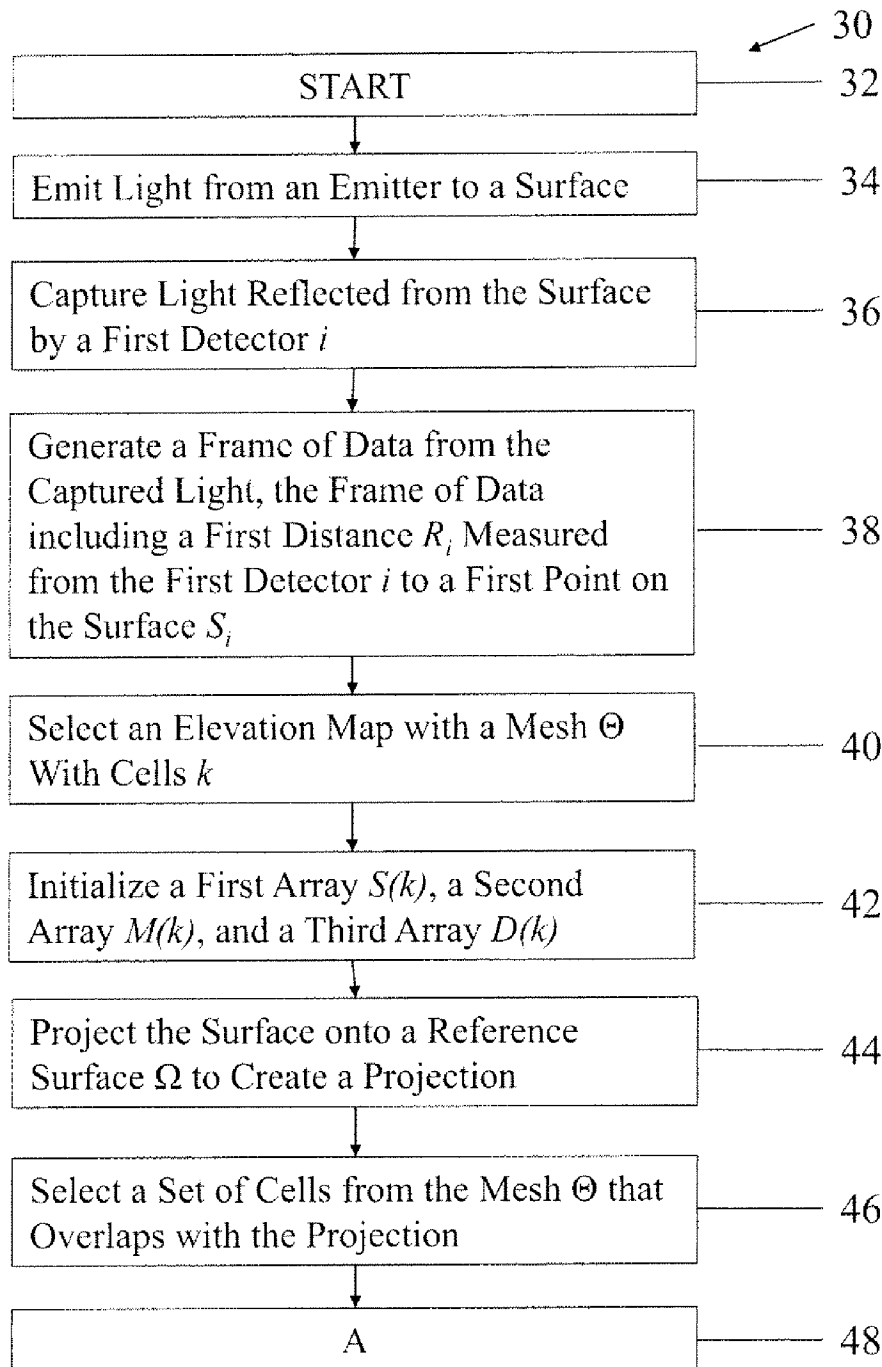 30
START
32
Emit Light from an Emitter to a Surface
34
Capture Light Reflected from the Surface
by a First Detector i
36
Generate a Frame of Data from the
Captured Light, the Frame of Data
including a First Distance Rᵢ Measured
from the First Detector i to a First Point on
the Surface Sᵢ
38
Select an Elevation Map with a Mesh Θ
With Cells k
40
Initialize a First Array S(k), a Second
Array M(k), and a Third Array D(k)
42
Project the Surface onto a Reference
Surface Ω to Create a Projection
44
Select a Set of Cells from the Mesh Θ that
Overlaps with the Projection
46
A
48